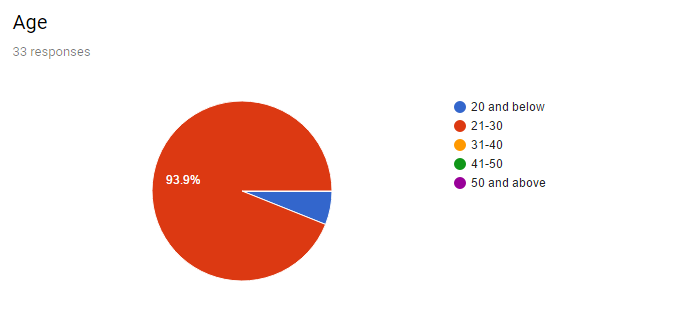 Age
33 responses
93.9%
20 and below
21-30
31-40
41-50
50 and above